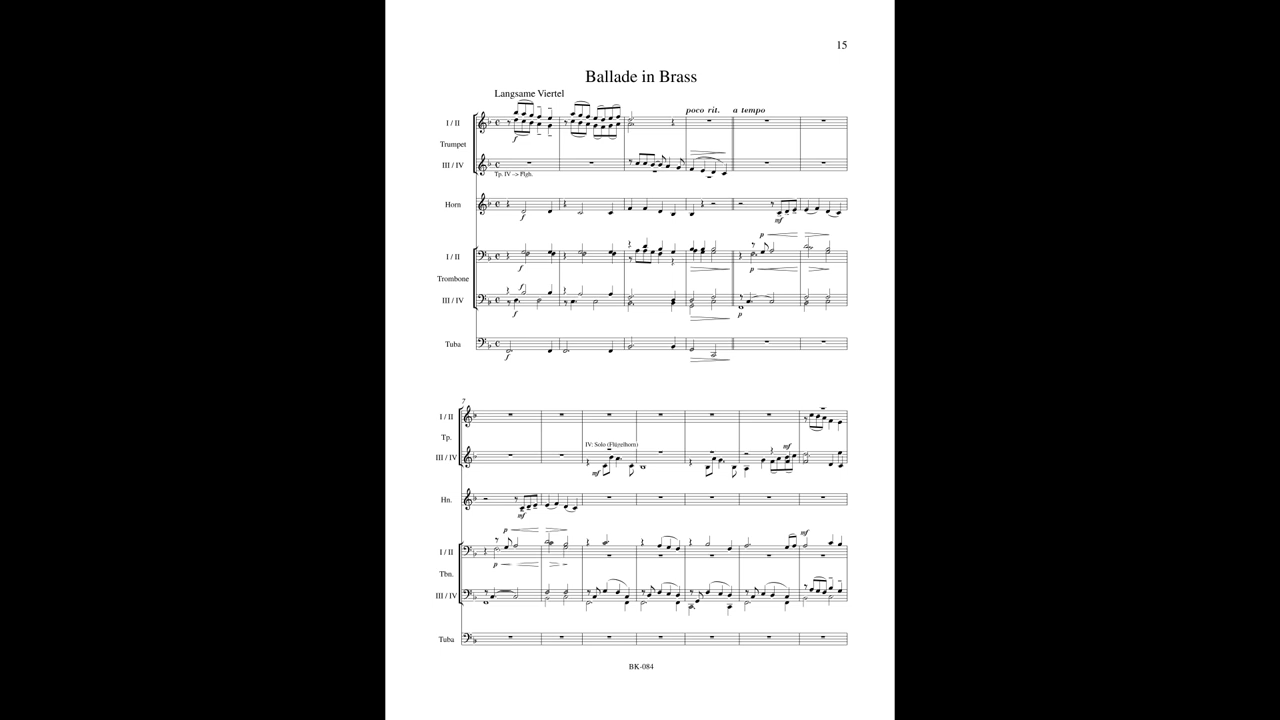 15
Ballade in Brass
Langsame Viertel
poco rit. a tempo
I / II
f
Trumpet
III / IV
Tp. IV -> Flgh.
Horn
f
mf
p
I / II
f
p
Trombone
f
III / IV
f
p
Tuba
f
7
I / II
Tp.
IV: Solo (Flügelhorn)
mf
III / IV
mf
Hn.
mf
p
mf
I / II
p
Tbn.
III / IV
Tuba
BK-084